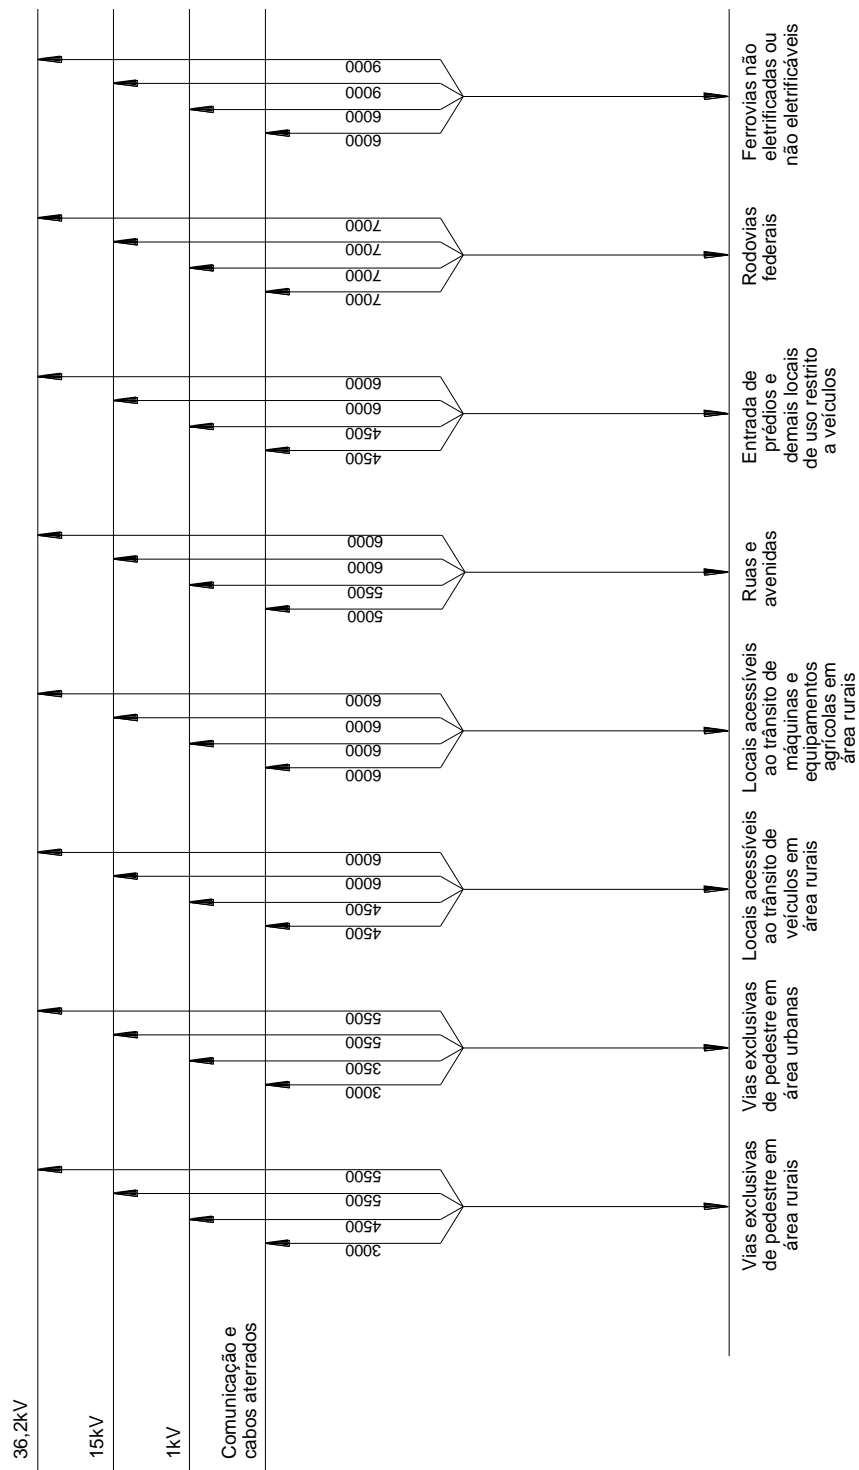 36,2kV
15kV
1kV
Comunicação e
cabos aterrados
5500
5500
4500
3000
Vias exclusivas
de pedestre em
área rurais
5500
5500
3500
3000
Vias exclusivas
de pedestre em
área urbanas
6000
6000
4500
4500
Locais acessíveis
ao trânsito de
veículos em
área rurais
6000
6000
6000
6000
Locais acessíveis
ao trânsito de
máquinas e
equipamentos
agrícolas em
área rurais
6000
6000
5500
5000
Ruas e
avenidas
6000
6000
4500
4500
Entrada de
prédios e
demais locais
de uso restrito
a veículos
7000
7000
7000
7000
Rodovias
federais
9000
9000
6000
6000
Ferrovias não
eletrificadas ou
não eletrificáveis